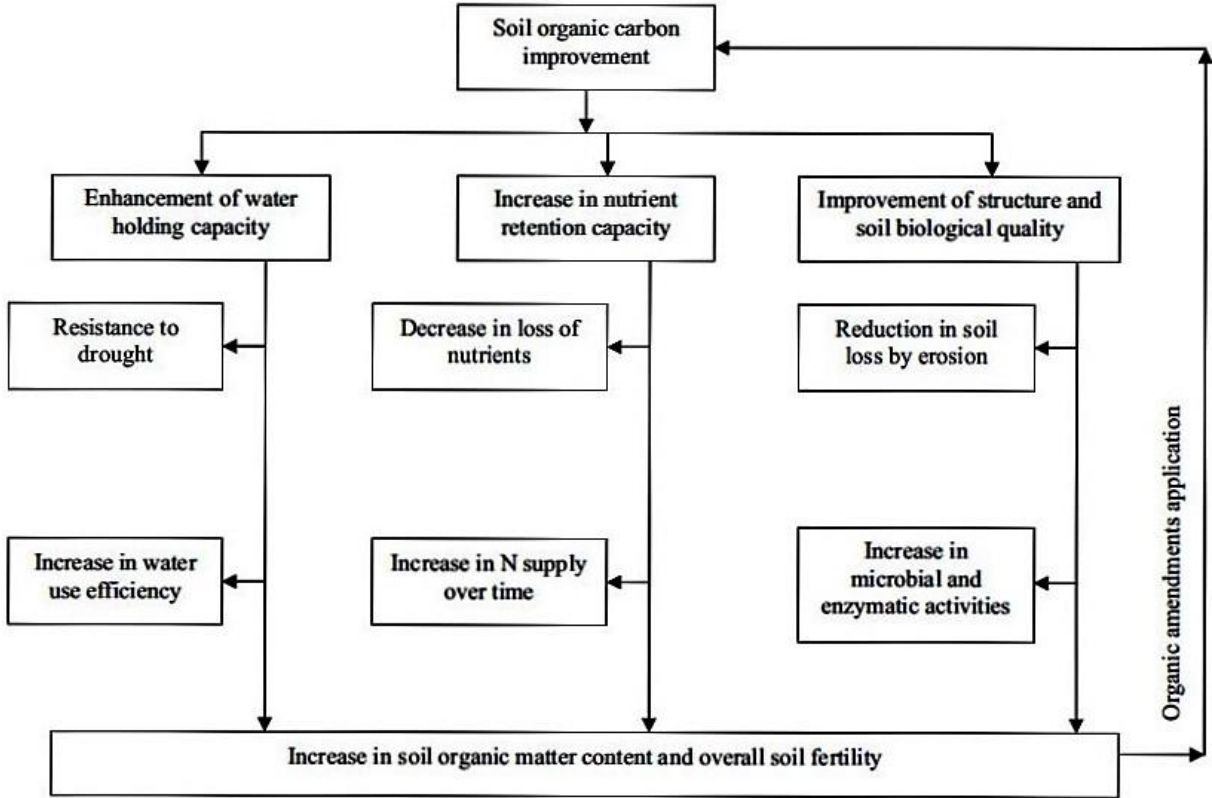 Soil organic carbon
improvement
Enhancement of water
holding capacity
Increase in nutrient
retention capacity
Improvement of structure and
soil biological quality
Resistance to
drought
Decrease in loss of
nutrients
Reduction in soil
loss by erosion
Increase in water
use efficiency
Increase in N supply
over time
Increase in
microbial and
enzymatic activities
Organic amendments application
Increase in soil organic matter content and overall soil fertility